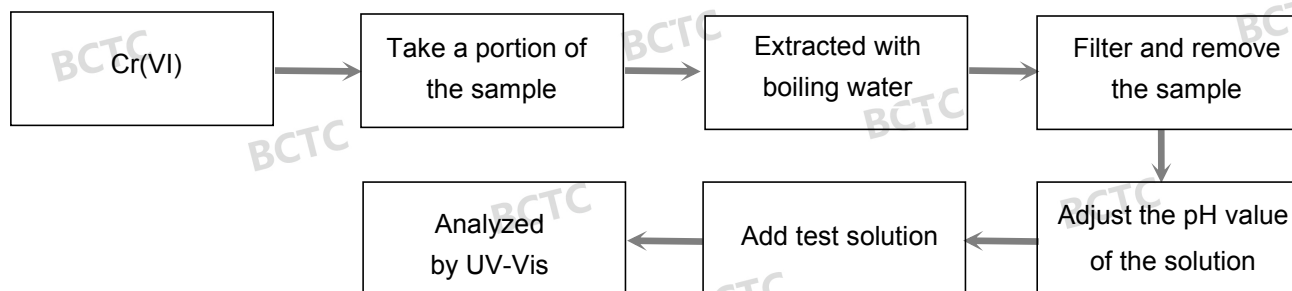 Cr(VI)
Take a portion of
the sample
Extracted with
boiling water
Filter and remove
the sample
Adjust the pH value
of the solution
Add test solution
Analyzed
by UV-Vis
BCTC
BCTC
BCTC
BCTC
BCTC
BCTC